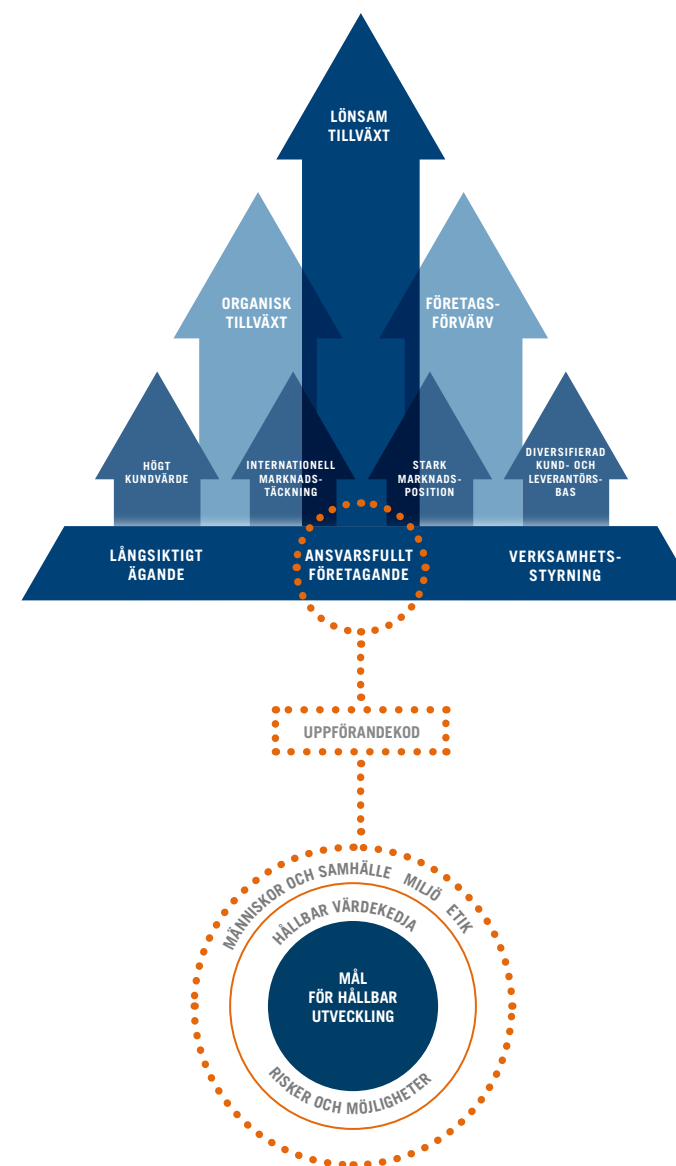 LÖNSAM
TILLVÄXT
ORGANISK
TILLVÄXT
FÖRETAGS-
FÖRVÄRV
HÖGT
KUNDVÄRDE
INTERNATIONELL
MARKNADS-
TÄCKNING
STARK
MARKNADS-
POSITION
DIVERSIFIERAD
KUND- OCH
LEVERANTÖRS-
BAS
LÅNGSIKTIGT
ÄGANDE
ANSVARSFULLT
FÖRETAGANDE
VERKSAMHETS-
STYRNING
UPPFÖRANDEKOD
MÄNNISKOR OCH SAMHÄLLE MILJÖ ETIK
HÅLLBAR VÄRDEKEDJA
MÅL
FÖR HÅLLBAR
UTVECKLING
RISKER OCH MÖJLIGHETER